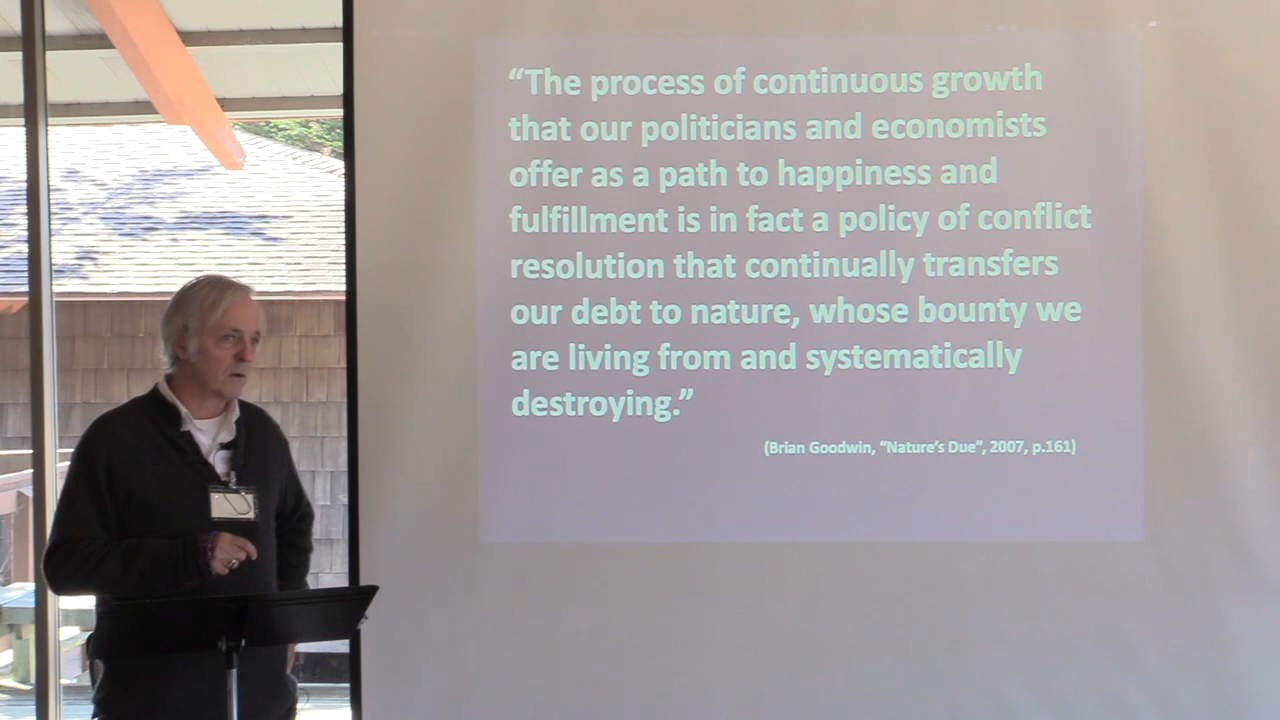 “The process of continuous growth
that our politicians and economists
offer as a path to happiness and
fulfillment is in fact a policy of conflict
resolution that continually transfers
our debt to nature, whose bounty we
are living from and systematically
destroying.”
(Brian Goodwin, “Nature’s Due”, 2007, p.161)